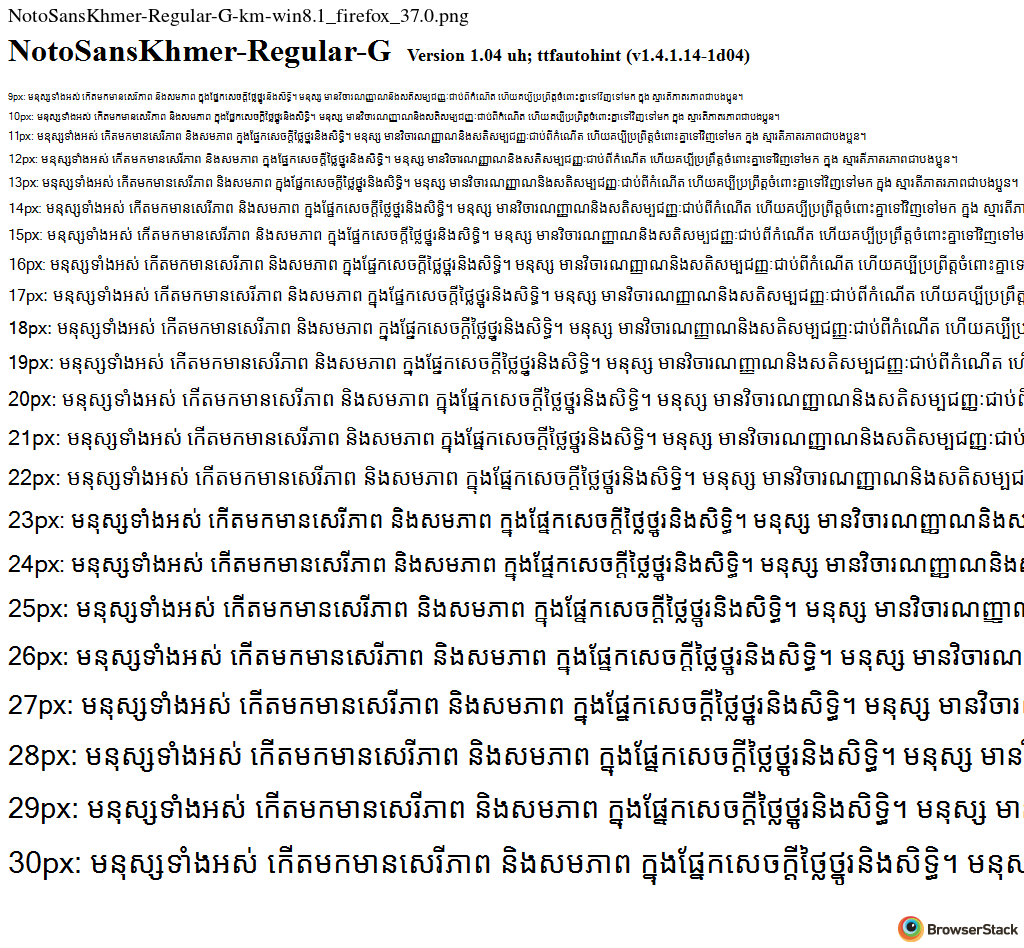 NotoSansKhmer-Regular-G-km-win8.1_firefox_37.0.png
NotoSansKhmer-Regular-G Version 1.04 uh; ttfautohint (v1.4.1.14-1d04)
9px: មនុស្សទាំងអស់ កើតមកមានសេរីភាព និងសមភាព ក្នុងផ្នែកសេចក្ដីថ្លៃថ្នូរនិងសិទ្ធិ។ មនុស្ស មានវិចារណញ្ញាណនិងសតិសម្បជញ្ញៈជាប់ពីកំណើត ហើយគប្បីប្រព្រឹត្តចំពោះគ្នាទៅវិញទៅមក ក្នុង ស្មារតីភាតរភាពជាបងប្អូន។
10px: មនុស្សទាំងអស់ កើតមកមានសេរីភាព និងសមភាព ក្នុងផ្នែកសេចក្ដីថ្លៃថ្នូរនិងសិទ្ធិ។ មនុស្ស មានវិចារណញ្ញាណនិងសតិសម្បជញ្ញៈជាប់ពីកំណើត ហើយគប្បីប្រព្រឹត្តចំពោះគ្នាទៅវិញទៅមក ក្នុង ស្មារតីភាតរភាពជាបងប្អូន។
11px: មនុស្សទាំងអស់ កើតមកមានសេរីភាព និងសមភាព ក្នុងផ្នែកសេចក្ដីថ្លៃថ្នូរនិងសិទ្ធិ។ មនុស្ស មានវិចារណញ្ញាណនិងសតិសម្បជញ្ញៈជាប់ពីកំណើត ហើយគប្បីប្រព្រឹត្តចំពោះគ្នាទៅវិញទៅមក ក្នុង ស្មារតីភាតរភាពជាបងប្អូន។
12px: មនុស្សទាំងអស់ កើតមកមានសេរីភាព និងសមភាព ក្នុងផ្នែកសេចក្ដីថ្លៃថ្នូរនិងសិទ្ធិ។ មនុស្ស មានវិចារណញ្ញាណនិងសតិសម្បជញ្ញៈជាប់ពីកំណើត ហើយគប្បីប្រព្រឹត្តចំពោះគ្នាទៅវិញទៅមក ក្នុង ស្មារតីភាតរភាពជាបងប្អូន។
13px: មនុស្សទាំងអស់ កើតមកមានសេរីភាព និងសមភាព ក្នុងផ្នែកសេចក្ដីថ្លៃថ្នូរនិងសិទ្ធិ។ មនុស្ស មានវិចារណញ្ញាណនិងសតិសម្បជញ្ញៈជាប់ពីកំណើត ហើយគប្បីប្រព្រឹត្តចំពោះគ្នាទៅវិញទៅមក ក្នុង ស្មារតីភាតរភាពជាបងប្អូន។
14px: មនុស្សទាំងអស់ កើតមកមានសេរីភាព និងសមភាព ក្នុងផ្នែកសេចក្ដីថ្លៃថ្នូរនិងសិទ្ធិ។ មនុស្ស មានវិចារណញ្ញាណនិងសតិសម្បជញ្ញៈជាប់ពីកំណើត ហើយគប្បីប្រព្រឹត្តចំពោះគ្នាទៅវិញទៅមក ក្នុង ស្មារតីភា
15px: មនុស្សទាំងអស់ កើតមកមានសេរីភាព និងសមភាព ក្នុងផ្នែកសេចក្ដីថ្លៃថ្នូរនិងសិទ្ធិ។ មនុស្ស មានវិចារណញ្ញាណនិងសតិសម្បជញ្ញៈជាប់ពីកំណើត ហើយគប្បីប្រព្រឹត្តចំពោះគ្នាទៅវិញទៅម
16px: មនុស្សទាំងអស់ កើតមកមានសេរីភាព និងសមភាព ក្នុងផ្នែកសេចក្ដីថ្លៃថ្នូរនិងសិទ្ធិ។ មនុស្ស មានវិចារណញ្ញាណនិងសតិសម្បជញ្ញៈជាប់ពីកំណើត ហើយគប្បីប្រព្រឹត្តចំពោះគ្នាទៅ
17px: មនុស្សទាំងអស់ កើតមកមានសេរីភាព និងសមភាព ក្នុងផ្នែកសេចក្ដីថ្លៃថ្នូរនិងសិទ្ធិ។ មនុស្ស មានវិចារណញ្ញាណនិងសតិសម្បជញ្ញៈជាប់ពីកំណើត ហើយគប្បីប្រព្រឹត្ត
18px: មនុស្សទាំងអស់ កើតមកមានសេរីភាព និងសមភាព ក្នុងផ្នែកសេចក្ដីថ្លៃថ្នូរនិងសិទ្ធិ។ មនុស្ស មានវិចារណញ្ញាណនិងសតិសម្បជញ្ញៈជាប់ពីកំណើត ហើយគប្បីប្រ
19px: មនុស្សទាំងអស់ កើតមកមានសេរីភាព និងសមភាព ក្នុងផ្នែកសេចក្ដីថ្លៃថ្នូរនិងសិទ្ធិ។ មនុស្ស មានវិចារណញ្ញាណនិងសតិសម្បជញ្ញៈជាប់ពីកំណើត ហើ
20px: មនុស្សទាំងអស់ កើតមកមានសេរីភាព និងសមភាព ក្នុងផ្នែកសេចក្ដីថ្លៃថ្នូរនិងសិទ្ធិ។ មនុស្ស មានវិចារណញ្ញាណនិងសតិសម្បជញ្ញៈជាប់ពី
21px: មនុស្សទាំងអស់ កើតមកមានសេរីភាព និងសមភាព ក្នុងផ្នែកសេចក្ដីថ្លៃថ្នូរនិងសិទ្ធិ។ មនុស្ស មានវិចារណញ្ញាណនិងសតិសម្បជញ្ញៈជាប់
22px: មនុស្សទាំងអស់ កើតមកមានសេរីភាព និងសមភាព ក្នុងផ្នែកសេចក្ដីថ្លៃថ្នូរនិងសិទ្ធិ។ មនុស្ស មានវិចារណញ្ញាណនិងសតិសម្បជ
23px: មនុស្សទាំងអស់ កើតមកមានសេរីភាព និងសមភាព ក្នុងផ្នែកសេចក្ដីថ្លៃថ្នូរនិងសិទ្ធិ។ មនុស្ស មានវិចារណញ្ញាណនិងស
24px: មនុស្សទាំងអស់ កើតមកមានសេរីភាព និងសមភាព ក្នុងផ្នែកសេចក្ដីថ្លៃថ្នូរនិងសិទ្ធិ។ មនុស្ស មានវិចារណញ្ញាណនិងស
25px: មនុស្សទាំងអស់ កើតមកមានសេរីភាព និងសមភាព ក្នុងផ្នែកសេចក្ដីថ្លៃថ្នូរនិងសិទ្ធិ។ មនុស្ស មានវិចារណញ្ញាណ
26px: មនុស្សទាំងអស់ កើតមកមានសេរីភាព និងសមភាព ក្នុងផ្នែកសេចក្ដីថ្លៃថ្នូរនិងសិទ្ធិ។ មនុស្ស មានវិចារណ
27px: មនុស្សទាំងអស់ កើតមកមានសេរីភាព និងសមភាព ក្នុងផ្នែកសេចក្ដីថ្លៃថ្នូរនិងសិទ្ធិ។ មនុស្ស មានវិចារ
28px: មនុស្សទាំងអស់ កើតមកមានសេរីភាព និងសមភាព ក្នុងផ្នែកសេចក្ដីថ្លៃថ្នូរនិងសិទ្ធិ។ មនុស្ស មាន
29px: មនុស្សទាំងអស់ កើតមកមានសេរីភាព និងសមភាព ក្នុងផ្នែកសេចក្ដីថ្លៃថ្នូរនិងសិទ្ធិ។ មនុស្ស មា
30px: មនុស្សទាំងអស់ កើតមកមានសេរីភាព និងសមភាព ក្នុងផ្នែកសេចក្ដីថ្លៃថ្នូរនិងសិទ្ធិ។ មនុស
BrowserStack